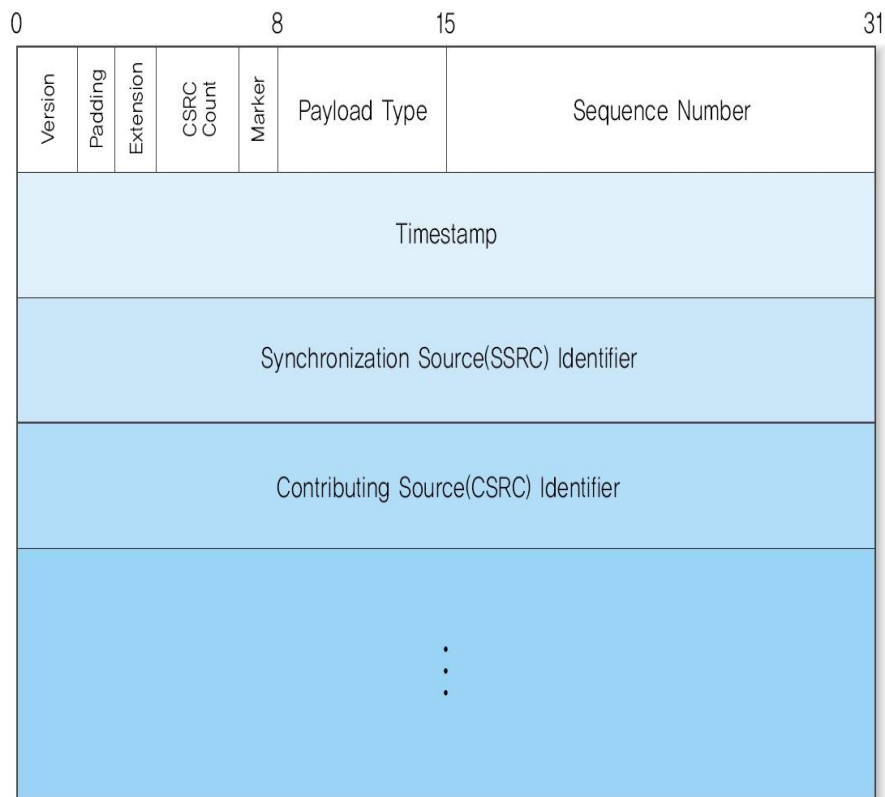 0 8 15 31
Version
Padding
Extension
CSRC
Count
Marker
Payload Type
Sequence Number
Timestamp
Synchronization Source(SSRC) Identifier
Contributing Source(CSRC) Identifier